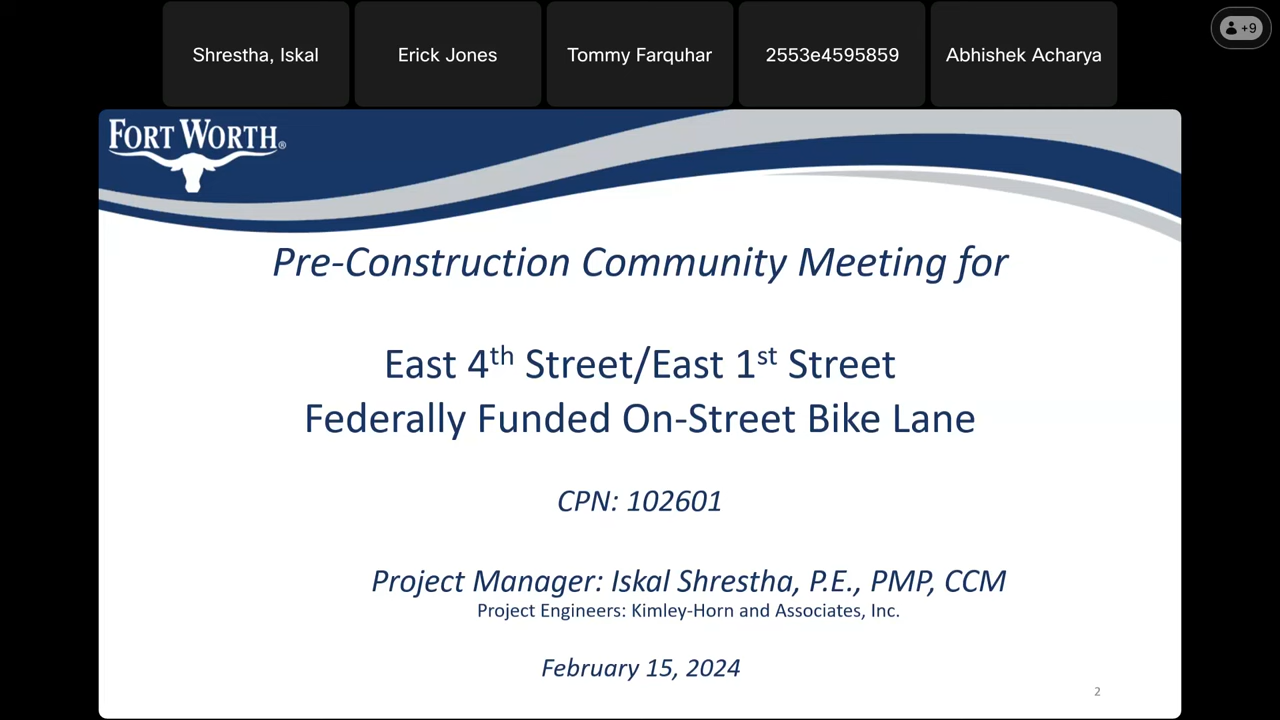 Shrestha, Iskal
Erick Jones
Tommy Farquhar
2553e4595859
Abhishek Acharya
+9
FORT WORTH®
Pre-Construction Community Meeting for
East 4th Street/East 1st Street
Federally Funded On-Street Bike Lane
CPN: 102601
Project Manager: Iskal Shrestha, P.E., PMP, CCM
Project Engineers: Kimley-Horn and Associates, Inc.
February 15, 2024
2